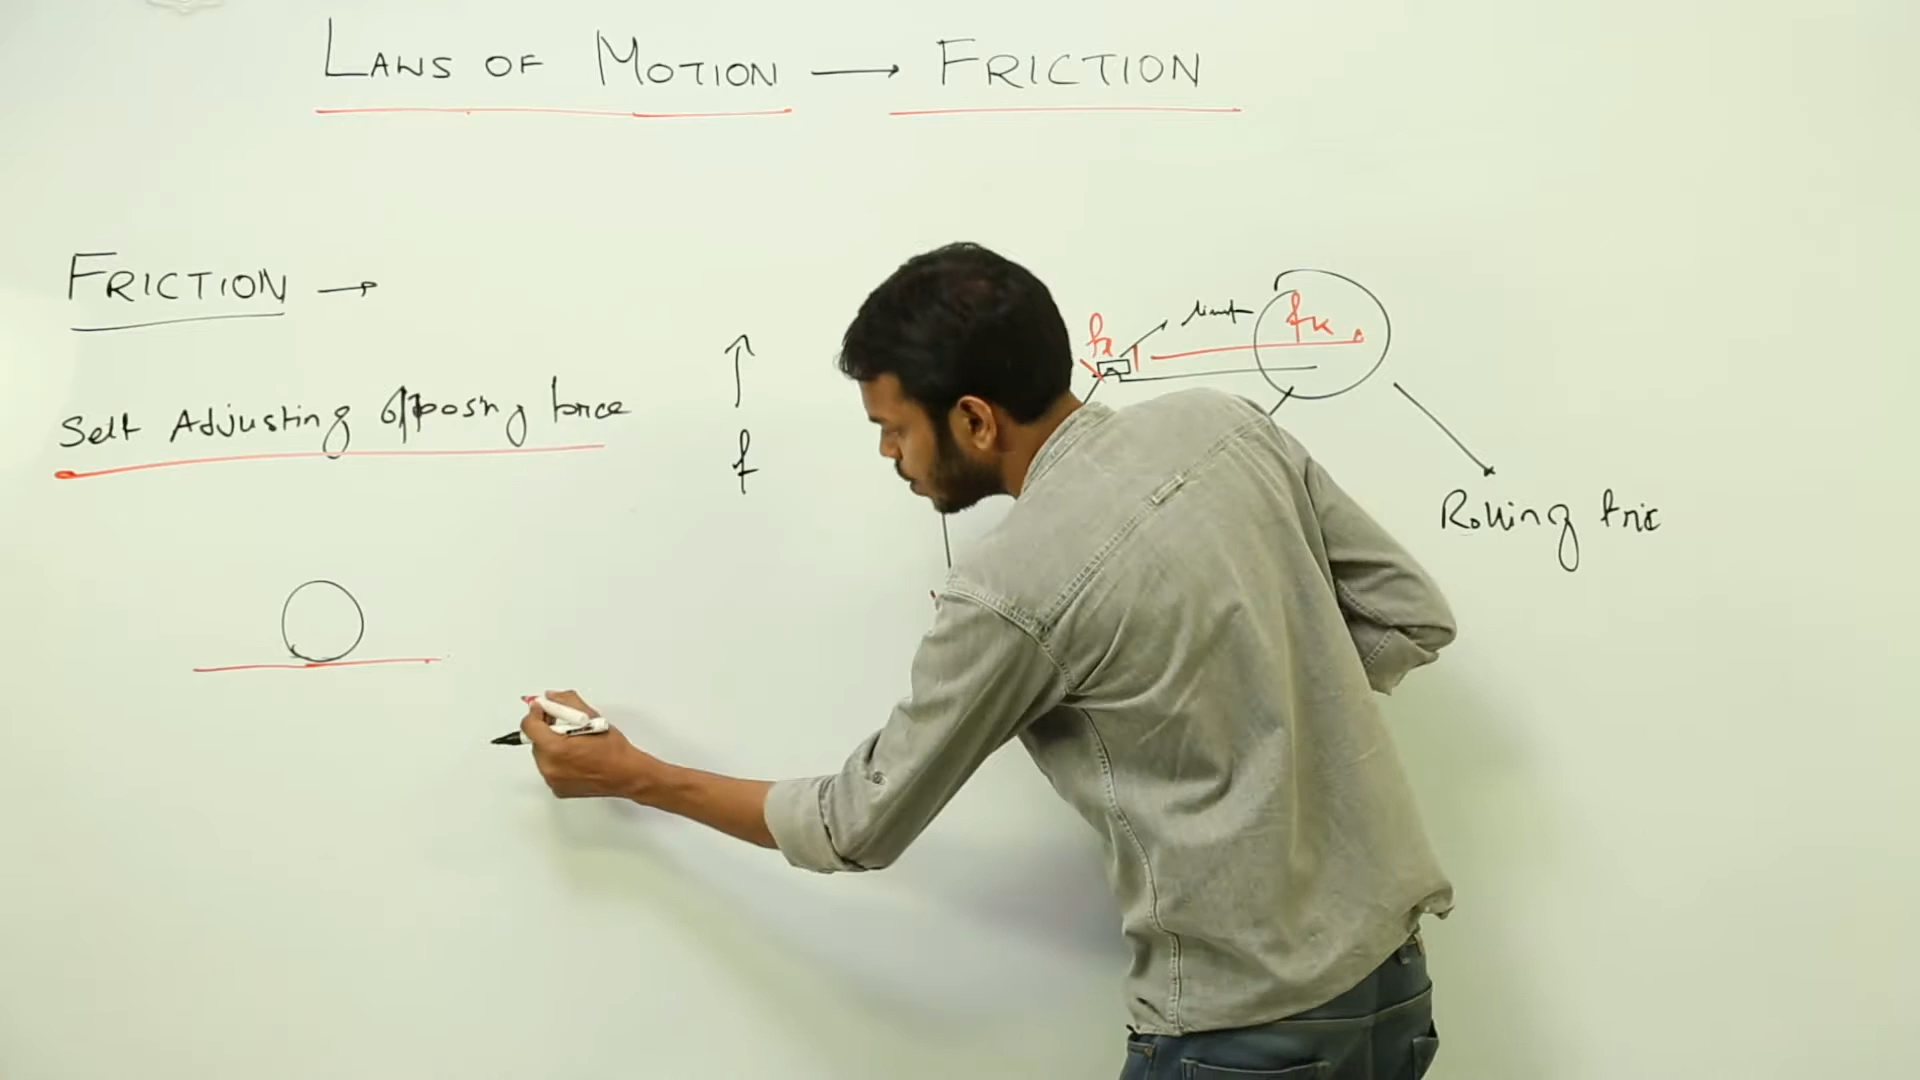 LAWS OF MOTION → FRICTION
FRICTION →
Self Adjusting opposing force
f
limit
fk
Rolling fric